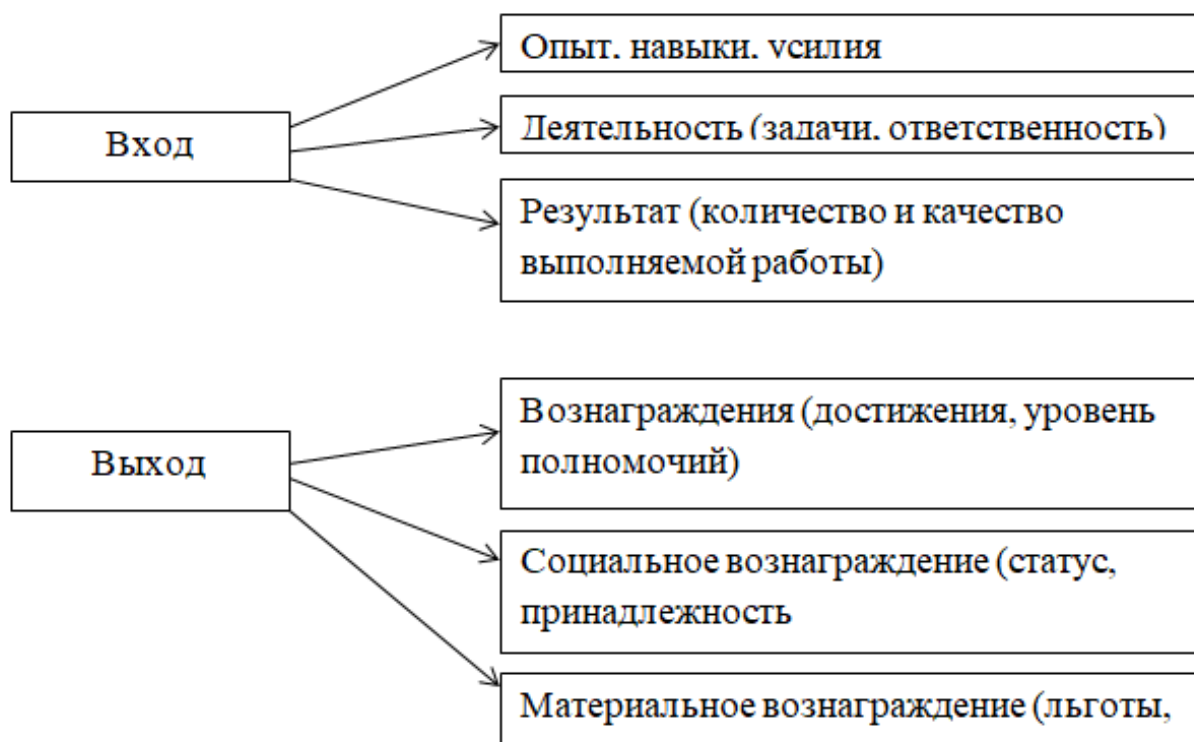 Опыт, навыки, усилия
Вход
Деятельность (задачи, ответственность)
Результат (количество и качество
выполняемой работы)
Вознаграждения (достижения, уровень
полномочий)
Выход
Социальное вознаграждение (статус,
принадлежность
Материальное вознаграждение (льготы,